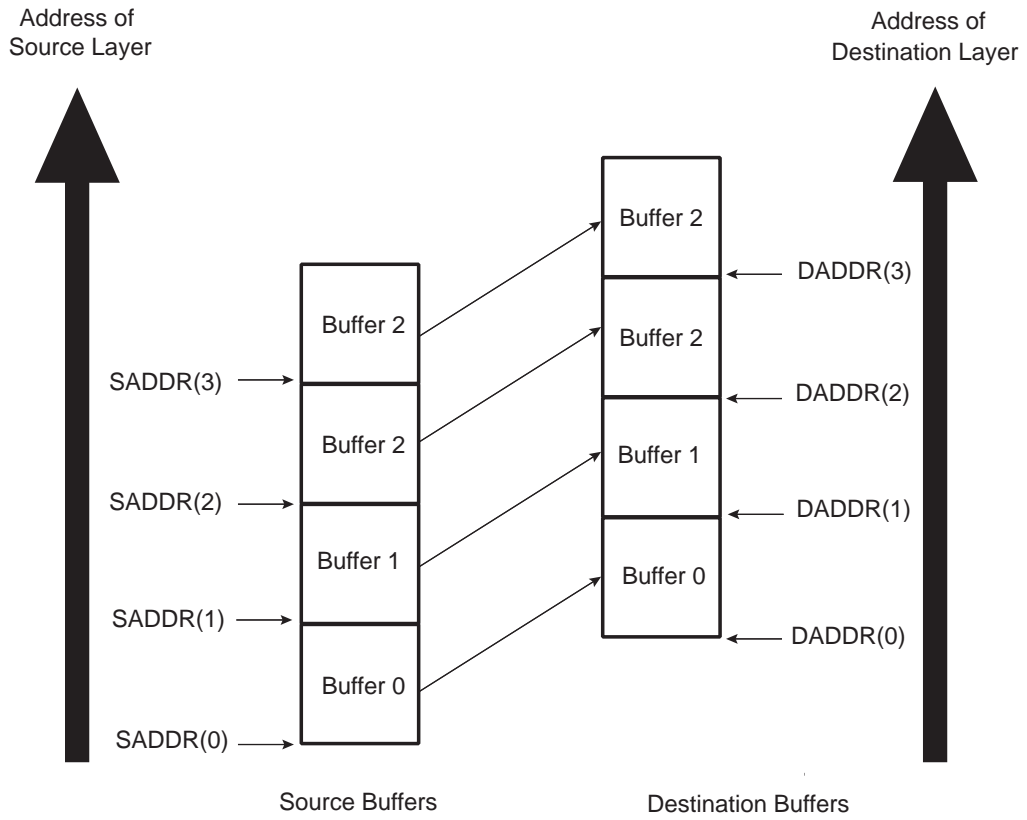 Address of
Source Layer
Address of
Destination Layer
Buffer 2
DADDR(3)
Buffer 2
Buffer 2
SADDR(3)
DADDR(2)
Buffer 2
Buffer 1
SADDR(2)
DADDR(1)
Buffer 1
Buffer 0
SADDR(1)
DADDR(0)
Buffer 0
SADDR(0)
Source Buffers
Destination Buffers